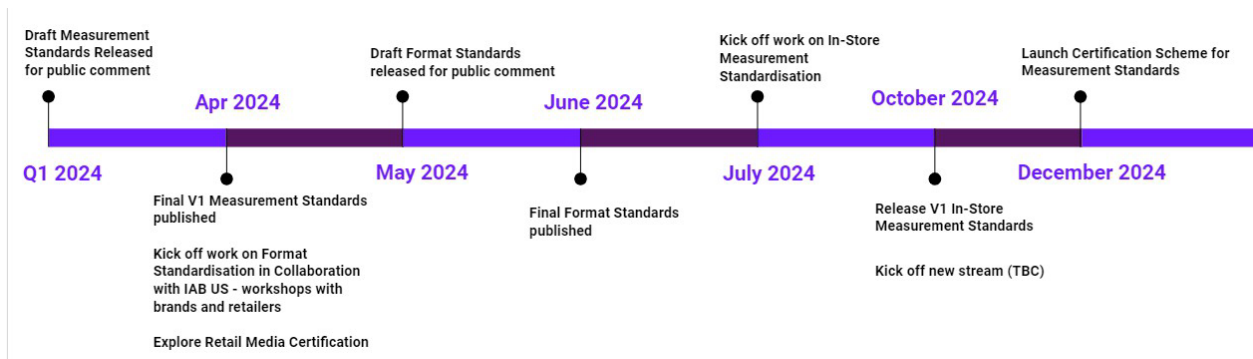 Draft Measurement
Standards Released
for public comment
Q1 2024
Apr 2024
Final V1 Measurement Standards
published
Kick off work on Format
Standardisation in Collaboration
with IAB US - workshops with
brands and retailers
Explore Retail Media Certification
Draft Format Standards
released for public comment
May 2024
June 2024
Final Format Standards
published
Kick off work on In-Store
Measurement
Standardisation
July 2024
October 2024
Release V1 In-Store
Measurement Standards
Kick off new stream (TBC)
Launch Certification Scheme for
Measurement Standards
December 2024